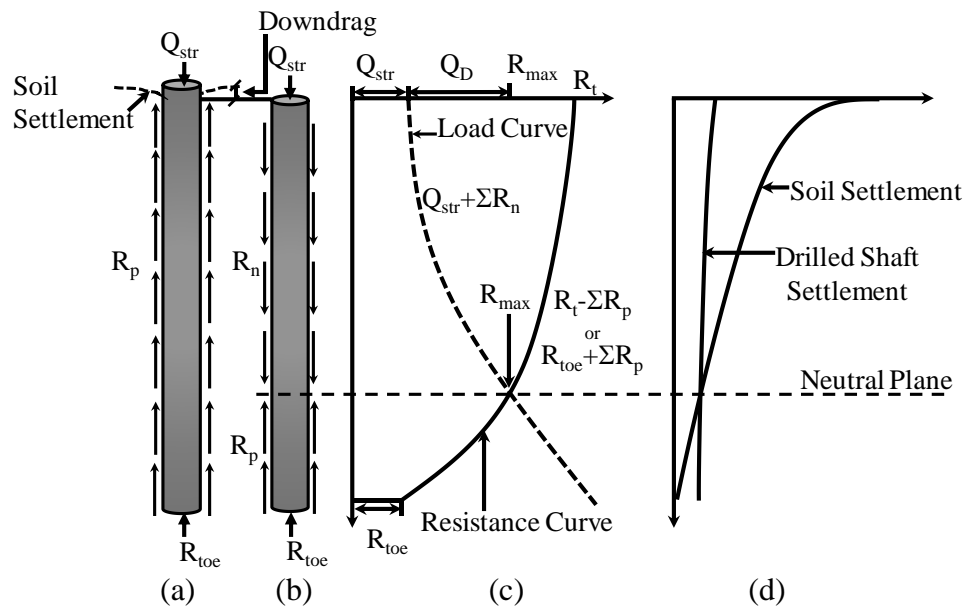 Downdrag
Q_str
Q_str
Soil
Settlement
R_p
R_n
R_p
R_toe
R_toe
(a)
(b)
Q_str
Q_D
R_max
R_t
Load Curve
Q_str+ΣR_n
R_max
R_t-ΣR_p
or
R_toe+ΣR_p
Resistance Curve
R_toe
(c)
Soil Settlement
Drilled Shaft
Settlement
Neutral Plane
(d)